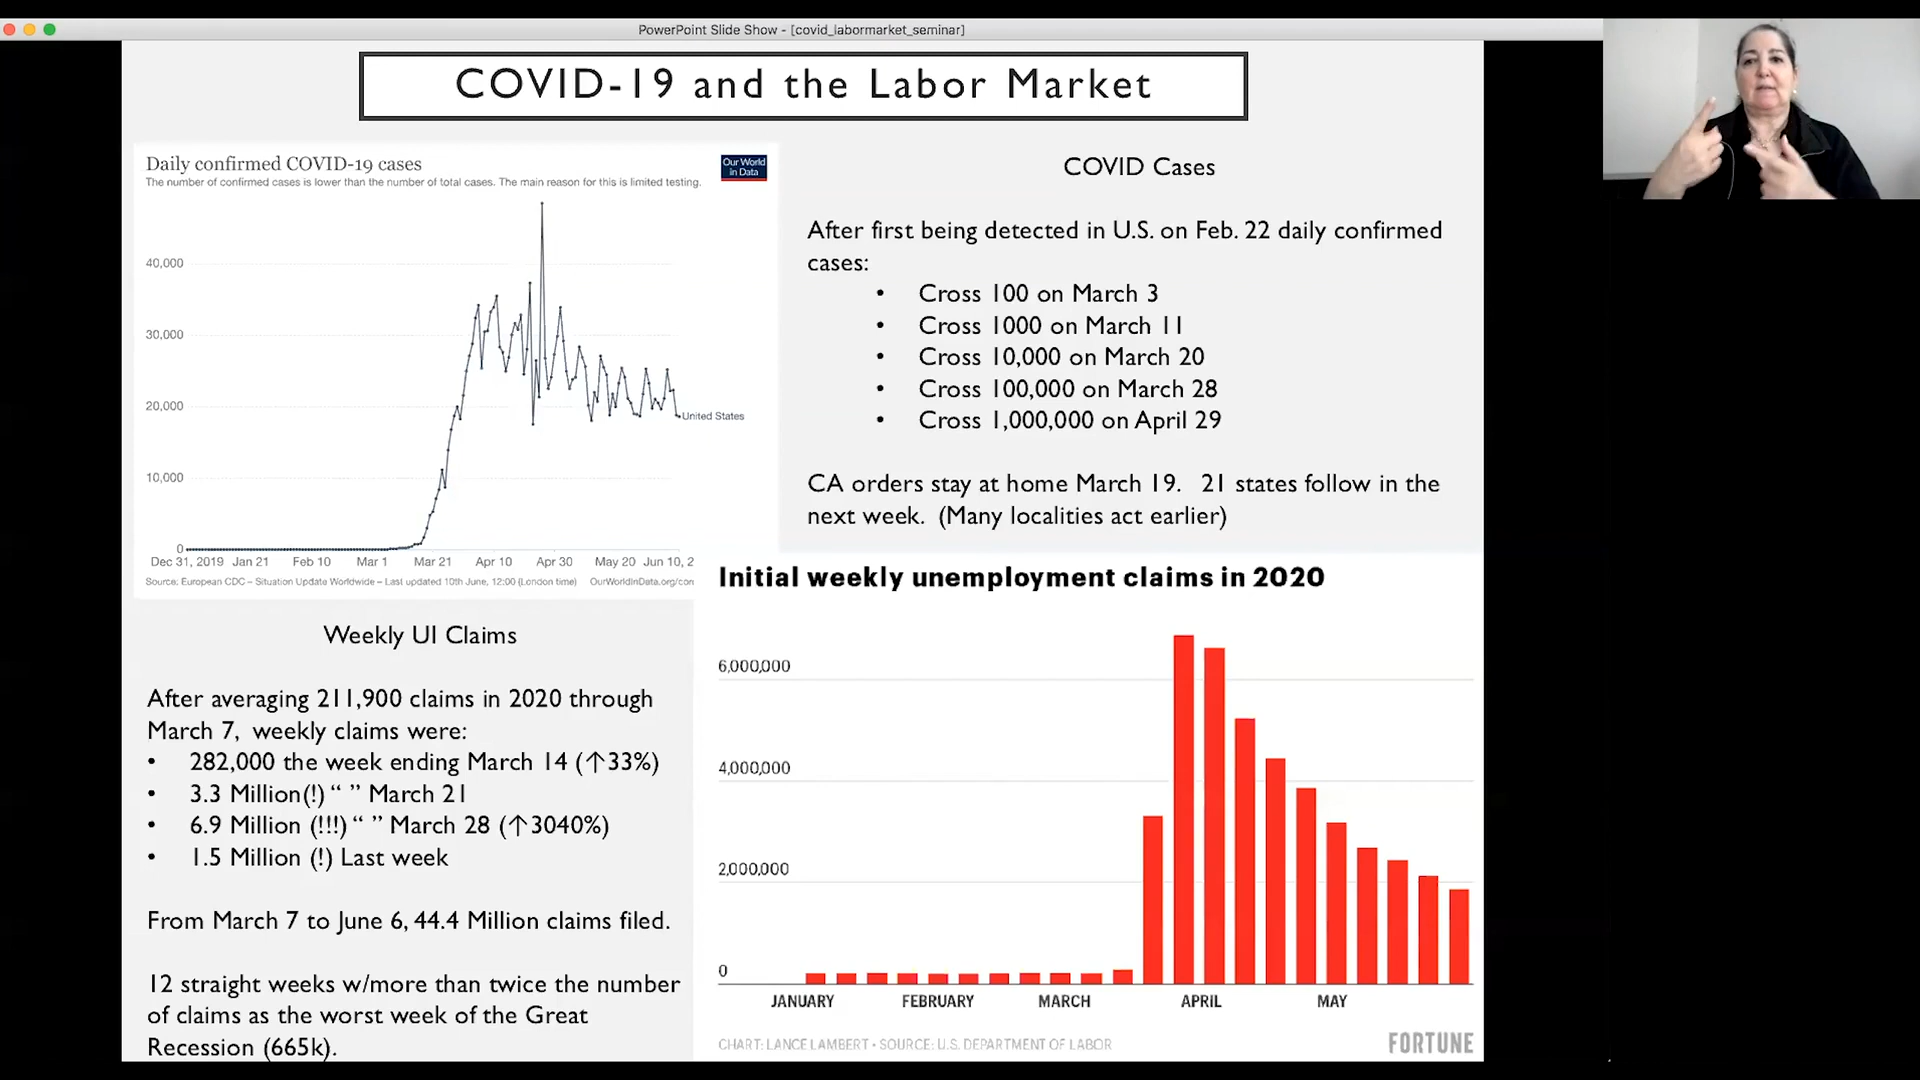 PowerPoint Slide Show - [covid_labormarket_seminar]
COVID-19 and the Labor Market
Daily confirmed COVID-19 cases
The number of confirmed cases is lower than the number of total cases. The main reason for this is limited testing.
Our World
in Data
40,000
30,000
20,000
10,000
0
United States
Dec 31, 2019 Jan 21 Feb 10 Mar 1 Mar 21 Apr 10 Apr 30 May 20 Jun 10, 2
Source: European CDC – Situation Update Worldwide – Last updated 10th June, 12:00 (London time) OurWorldInData.org/cor
COVID Cases
After first being detected in U.S. on Feb. 22 daily confirmed
cases:
• Cross 100 on March 3
• Cross 1000 on March 11
• Cross 10,000 on March 20
• Cross 100,000 on March 28
• Cross 1,000,000 on April 29
CA orders stay at home March 19. 21 states follow in the
next week. (Many localities act earlier)
Weekly UI Claims
After averaging 211,900 claims in 2020 through
March 7, weekly claims were:
• 282,000 the week ending March 14 (↑33%)
• 3.3 Million(!) “ ” March 21
• 6.9 Million (!!!) “ ” March 28 (↑3040%)
• 1.5 Million (!) Last week
From March 7 to June 6, 44.4 Million claims filed.
12 straight weeks w/more than twice the number
of claims as the worst week of the Great
Recession (665k).
Initial weekly unemployment claims in 2020
6,000,000
4,000,000
2,000,000
0
JANUARY FEBRUARY MARCH APRIL MAY
CHART: LANCE LAMBERT • SOURCE: U.S. DEPARTMENT OF LABOR
FORTUNE